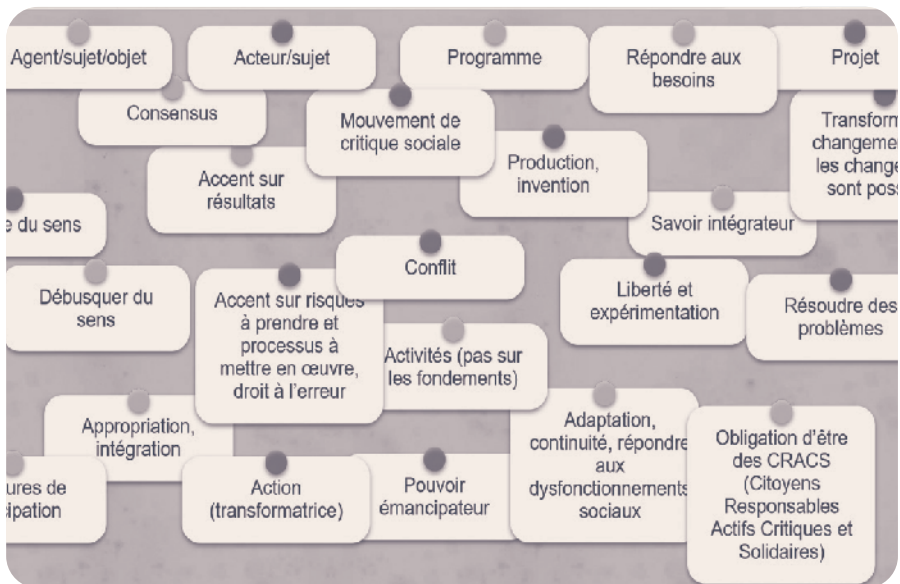 Agent/sujet/objet
Acteur/sujet
Programme
Répondre aux
besoins
Projet
Consensus
Mouvement de
critique sociale
Production,
invention
Transform
changemen
les change
sont poss
Accent sur
résultats
Savoir intégrateur
e du sens
Conflit
Débusquer du
sens
Accent sur risques
à prendre et
processus à
mettre en œuvre,
droit à l'erreur
Liberté et
expérimentation
Résoudre des
problèmes
Activités (pas sur
les fondements)
Appropriation,
intégration
Adaptation,
continuité, répondre
aux
dysfonctionnements
sociaux
Obligation d'être
des CRACS
(Citoyens
Responsables
Actifs Critiques et
Solidaires)
ures de
cipation
Action
(transformatrice)
Pouvoir
émancipateur